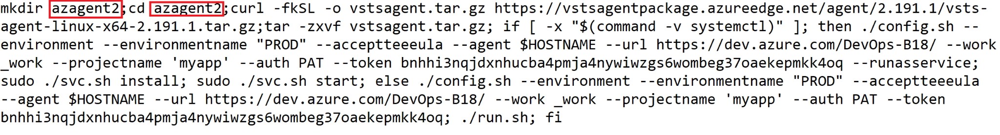 mkdir azagent2;cd azagent2;curl -fkSL -o vstsagent.tar.gz https://vstsagentpackage.azureedge.net/agent/2.191.1/vsts-
agent-linux-x64-2.191.1.tar.gz;tar -zxvf vstsagent.tar.gz; if [ -x "$(command -v systemctl)" ]; then ./config.sh --
environment --environmentname "PROD" --acceptteeeula --agent $HOSTNAME --url https://dev.azure.com/DevOps-B18/ --work
_work --projectname 'myapp' --auth PAT --token bnhhi3nqjdxnhucba4pmja4nywiwzgs6wombeg37oaekepmkk4oq --runasservice;
sudo ./svc.sh install; sudo ./svc.sh start; else ./config.sh --environment --environmentname "PROD" --acceptteeeula
--agent $HOSTNAME --url https://dev.azure.com/DevOps-B18/ --work _work --projectname 'myapp' --auth PAT --token
bnhhi3nqjdxnhucba4pmja4nywiwzgs6wombeg37oaekepmkk4oq; ./run.sh; fi